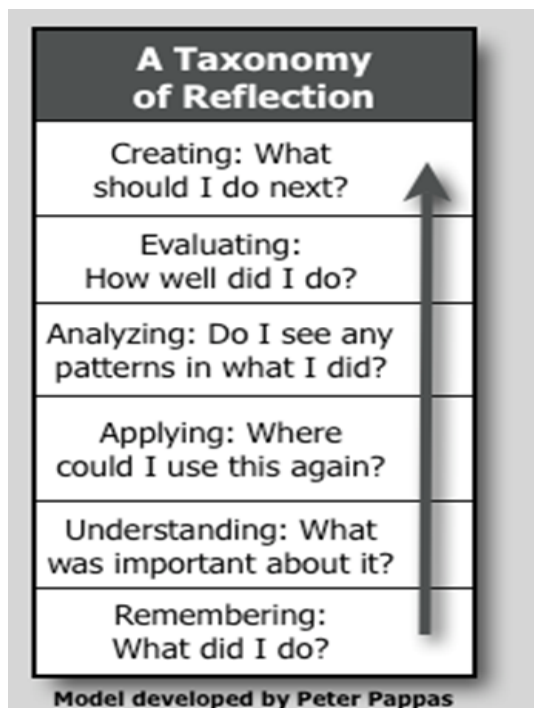 A Taxonomy
of Reflection
Creating: What
should I do next?
Evaluating:
How well did I do?
Analyzing: Do I see any
patterns in what I did?
Applying: Where
could I use this again?
Understanding: What
was important about it?
Remembering:
What did I do?
Model developed by Peter Pappas